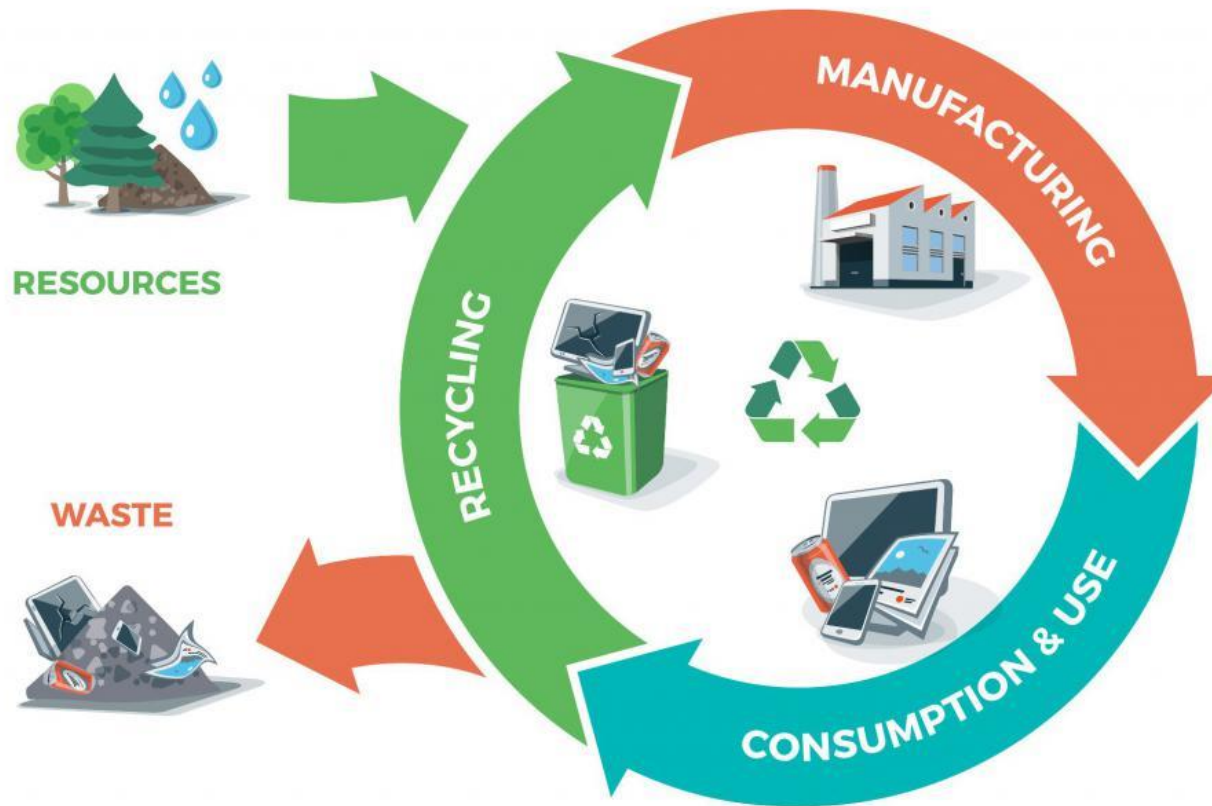 RESOURCES
WASTE
RECYCLING
MANUFACTURING
CONSUMPTION & USE